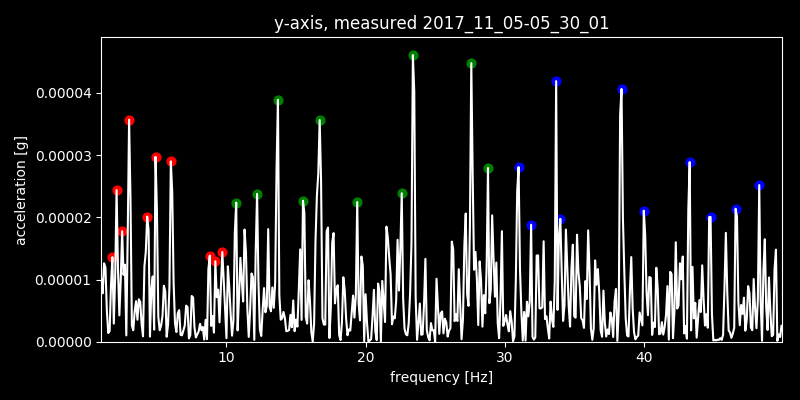 y-axis, measured 2017_11_05-05_30_01
acceleration [g]
0.00004
0.00003
0.00002
0.00001
0.00000
10 20 30 40
frequency [Hz]